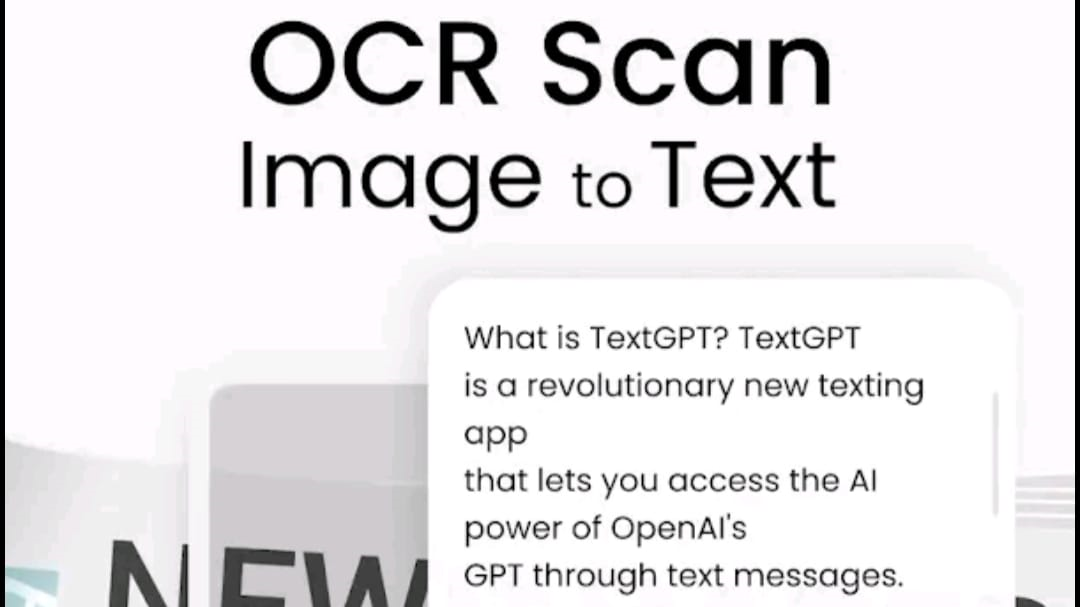 OCR Scan
Image to Text
What is TextGPT? TextGPT
is a revolutionary new texting
app
that lets you access the AI
power of OpenAI's
GPT through text messages.
NEW